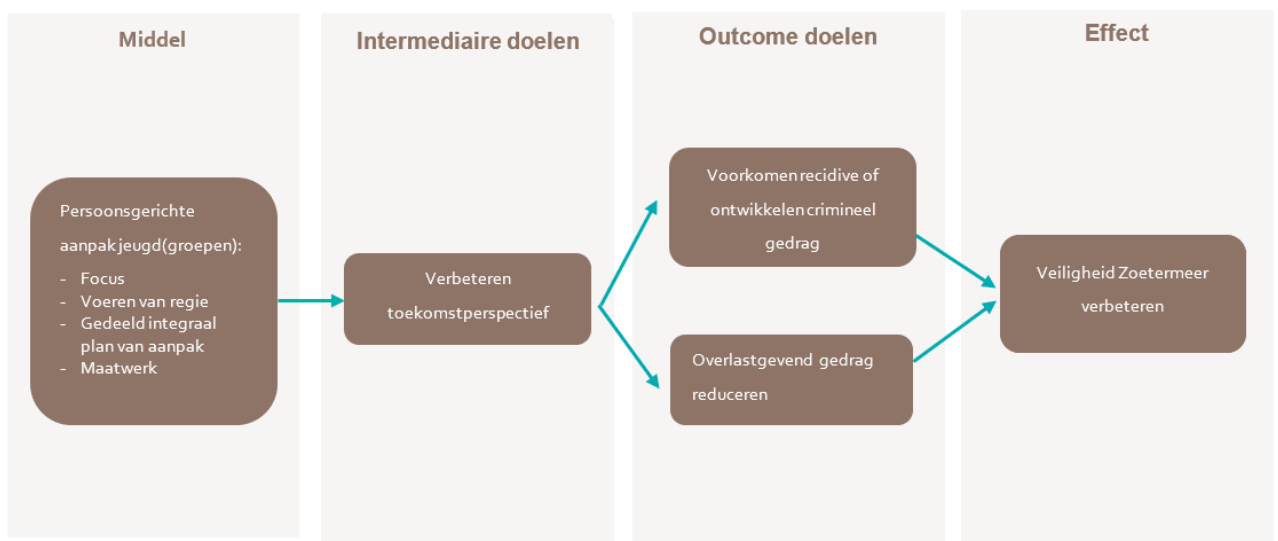 Middel
Intermediaire doelen
Outcome doelen
Effect
Persoonsgerichte
aanpak jeugd(groepen):
- Focus
- Voeren van regie
- Gedeeld integraal
plan van aanpak
- Maatwerk
Verbeteren
toekomstperspectief
Voorkomen recidive of
ontwikkelen crimineel
gedrag
Overlastgevend gedrag
reduceren
Veiligheid Zoetermeer
verbeteren